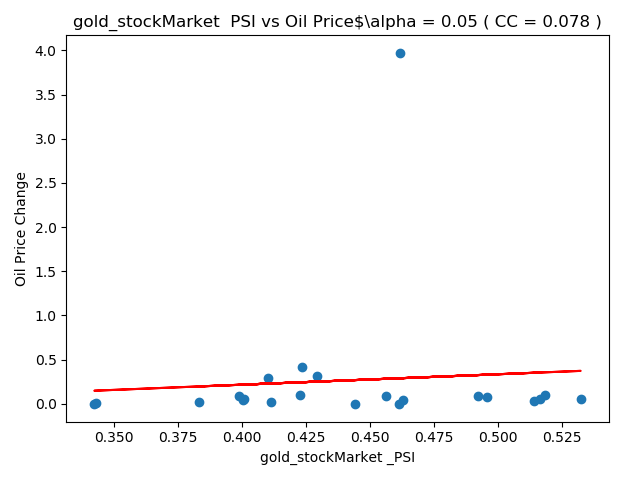 gold_stockMarket  PSI vs Oil Price$\alpha = 0.05 ( CC = 0.078 )
4.0
3.5
3.0
2.5
2.0
1.5
1.0
0.5
0.0
Oil Price Change
0.350 0.375 0.400 0.425 0.450 0.475 0.500 0.525
gold_stockMarket _PSI